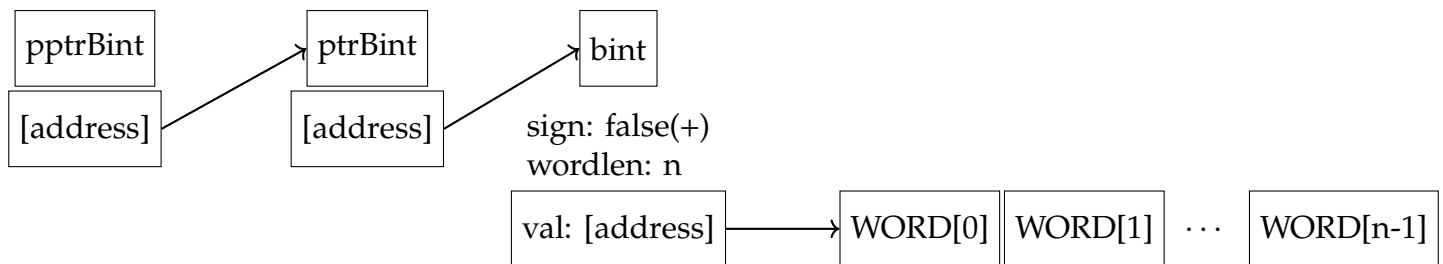 pptrBint
ptrBint
bint
[address]
[address]
sign: false(+)
wordlen: n
val: [address]
WORD[0]
WORD[1]
· · ·
WORD[n-1]